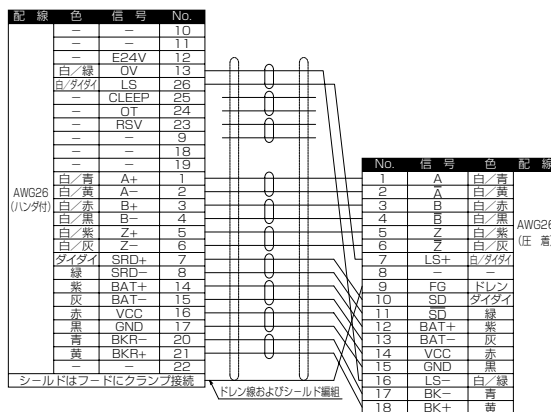 配 線 色 信 号 No.
－ － 10
－ － 11
－ E24V 12
白／緑 0V 13
白/ダイダイ LS 26
－ CLEEP 25
－ OT 24
－ RSV 23
－ － 9
－ － 18
－ － 19
白／青 A+ 1
白／黄 A− 2
白／赤 B+ 3
白／黒 B− 4
白／紫 Z+ 5
白／灰 Z− 6
ダイダイ SRD+ 7
緑 SRD− 8
紫 BAT+ 14
灰 BAT− 15
赤 VCC 16
黒 GND 17
青 BKR− 20
黄 BKR+ 21
－ － 22
AWG26
(ハンダ付)
シールドはフードにクランプ接続
ドレン線およびシールド編組
No. 信 号 色 配 線
1 A 白／青
2 A̅ 白／黄
3 B 白／赤
4 B̅ 白／黒
5 Z 白／紫
6 Z̅ 白／灰
7 LS+ 白/ダイダイ
8 － －
9 FG ドレン
10 SD ダイダイ
11 S̅D̅ 緑
12 BAT+ 紫
13 BAT− 灰
14 VCC 赤
15 GND 黒
16 LS− 白／緑
17 BK− 青
18 BK+ 黄
AWG26
(圧 着)